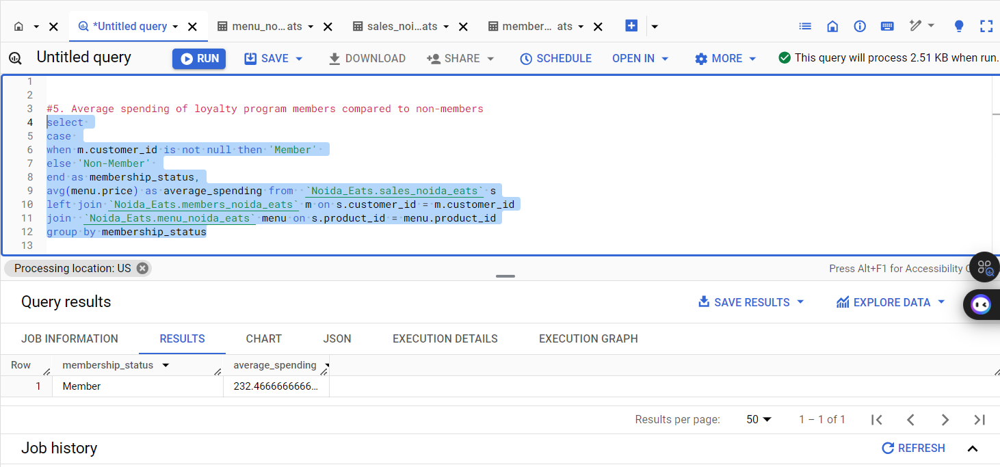 *Untitled query
menu_no...ats
sales_noi...ats
member... ats
Untitled query
RUN
SAVE
DOWNLOAD
SHARE
SCHEDULE
OPEN IN
MORE
This query will process 2.51 KB when run.
1
2
3 #5. Average spending of loyalty program members compared to non-members
4 select
5 case
6 when m.customer_id is not null then 'Member'
7 else 'Non-Member'
8 end as membership_status,
9 avg(menu.price) as average_spending from `Noida_Eats.sales_noida_eats` s
10 left join `Noida_Eats.members_noida_eats` m on s.customer_id = m.customer_id
11 join `Noida_Eats.menu_noida_eats` menu on s.product_id = menu.product_id
12 group by membership_status
13
Processing location: US
Press Alt+F1 for Accessibility
Query results
SAVE RESULTS
EXPLORE DATA
JOB INFORMATION
RESULTS
CHART
JSON
EXECUTION DETAILS
EXECUTION GRAPH
Row membership_status average_spending
1 Member 232.4666666666...
Results per page: 50 1 – 1 of 1
Job history
REFRESH